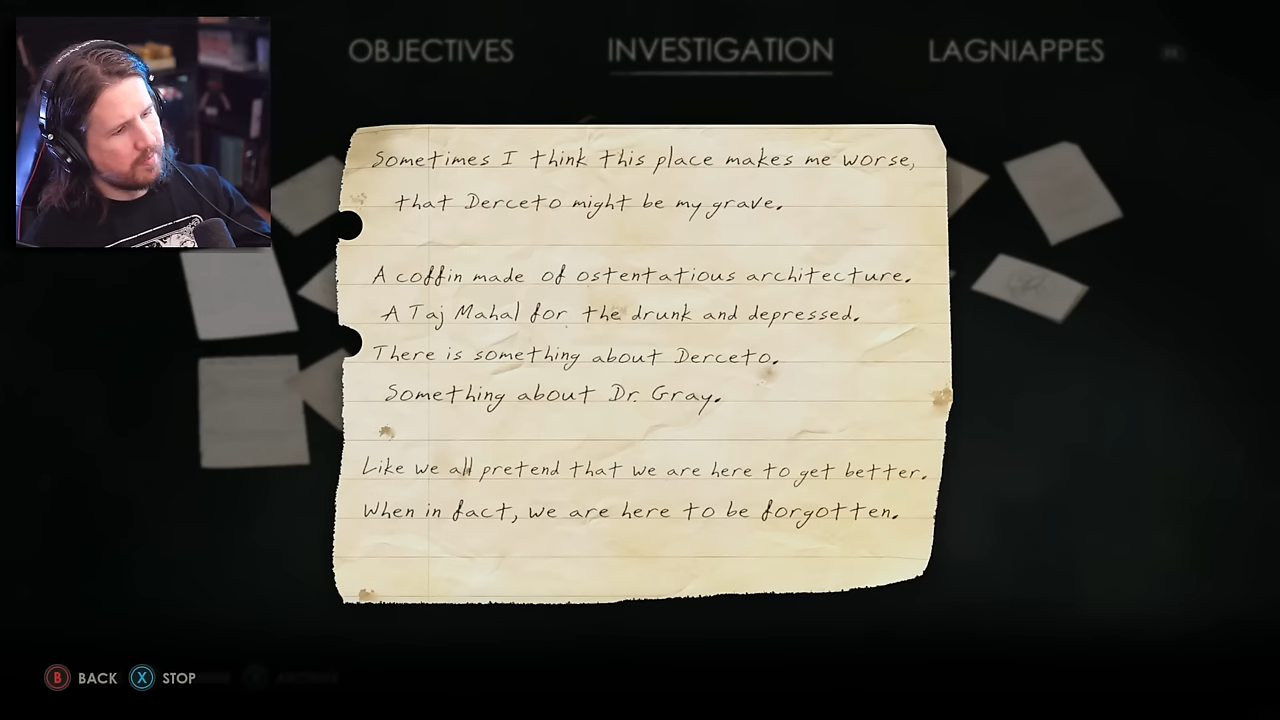 OBJECTIVES INVESTIGATION LAGNIAPPES
Sometimes I think this place makes me worse,
that Derceto might be my grave.
A coffin made of ostentatious architecture.
A Taj Mahal for the drunk and depressed.
There is something about Derceto.
Something about Dr. Gray.
Like we all pretend that we are here to get better.
When in fact, we are here to be forgotten.
B BACK X STOP